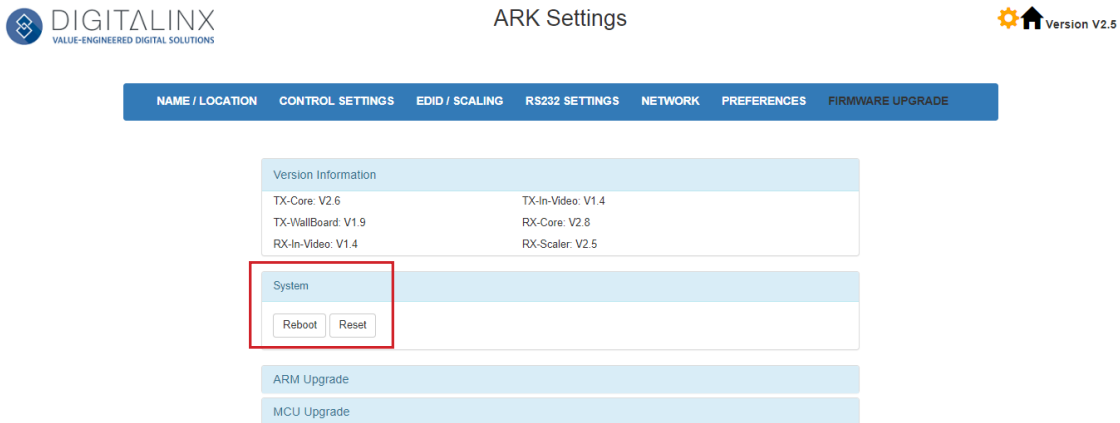 DIGITALINX
VALUE-ENGINEERED DIGITAL SOLUTIONS
ARK Settings
Version V2.5
NAME / LOCATION CONTROL SETTINGS EDID / SCALING RS232 SETTINGS NETWORK PREFERENCES FIRMWARE UPGRADE
Version Information
TX-Core: V2.6 TX-In-Video: V1.4
TX-WallBoard: V1.9 RX-Core: V2.8
RX-In-Video: V1.4 RX-Scaler: V2.5
System
Reboot Reset
ARM Upgrade
MCU Upgrade